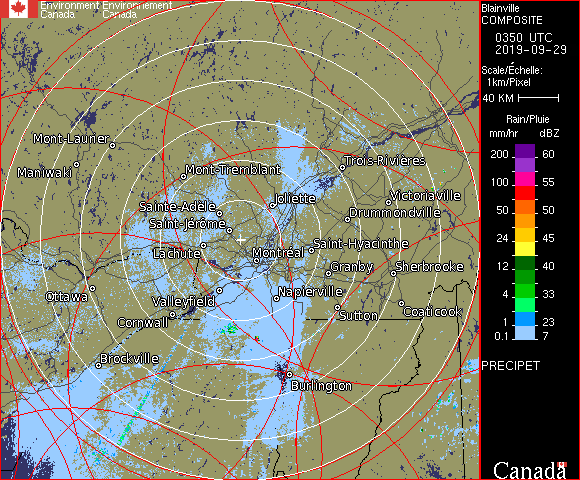 Environment Environnement
Canada Canada
Blainville
COMPOSITE
0350 UTC
2019-09-29
Scale/Échelle:
1km/Pixel
40 KM
Rain/Pluie
mm/hr dBZ
200 60
100 55
50 50
24 45
12 40
4 33
1 23
0.1 7
PRECIPET
Canada
Mont-Laurier
Maniwaki
Mont-Tremblant
Trois-Rivières
Sainte-Adèle
Joliette
Victoriaville
Drummondville
Saint-Jérôme
Lachute
Montréal
Saint-Hyacinthe
Granby
Sherbrooke
Ottawa
Valleyfield
Napierville
Cornwall
Sutton
Coaticook
Brockville
Burlington